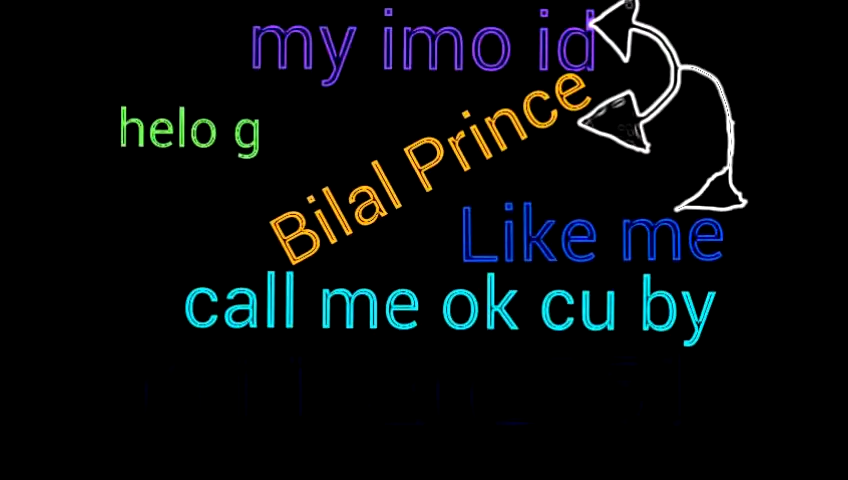 my imo id
helo g
Bilal Prince
Like me
call me ok cu by